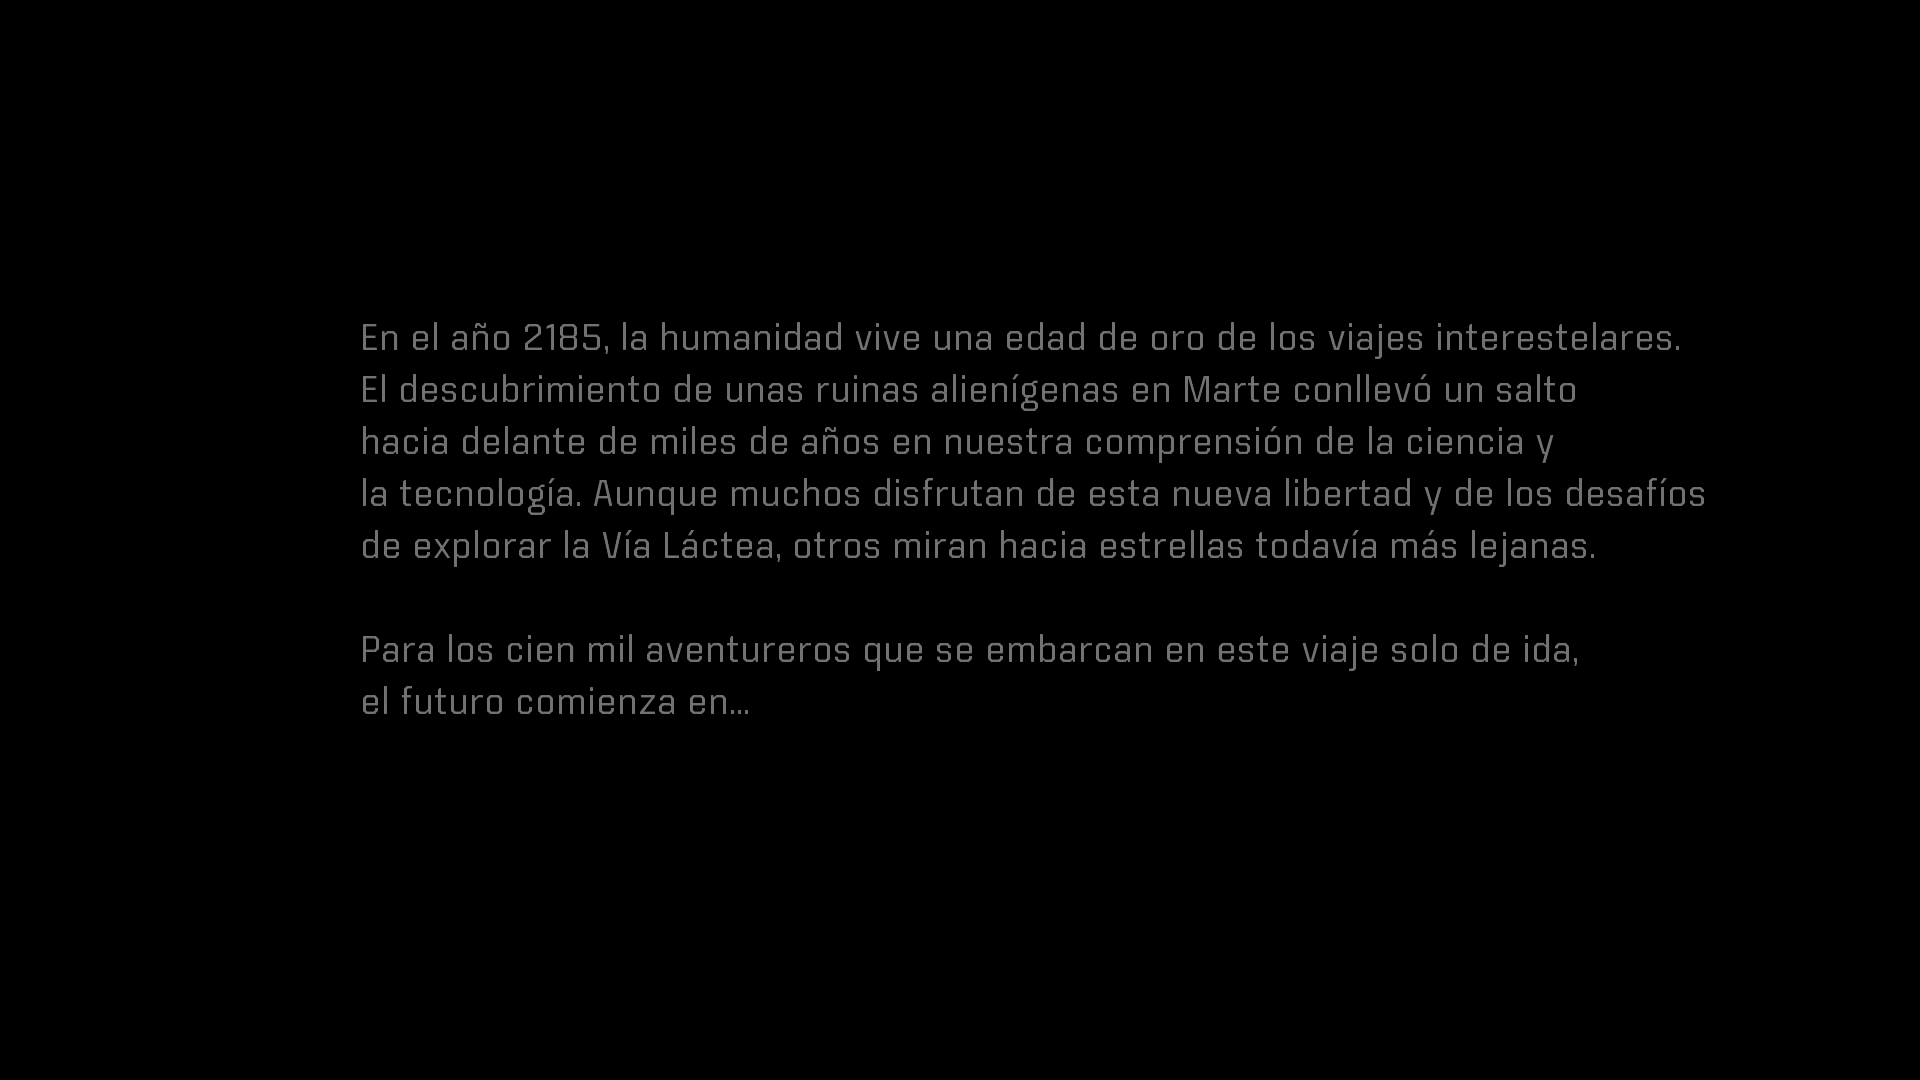 En el año 2185, la humanidad vive una edad de oro de los viajes interestelares.
El descubrimiento de unas ruinas alienígenas en Marte conllevó un salto
hacia delante de miles de años en nuestra comprensión de la ciencia y
la tecnología. Aunque muchos disfrutan de esta nueva libertad y de los desafíos
de explorar la Vía Láctea, otros miran hacia estrellas todavía más lejanas.
Para los cien mil aventureros que se embarcan en este viaje solo de ida,
el futuro comienza en...